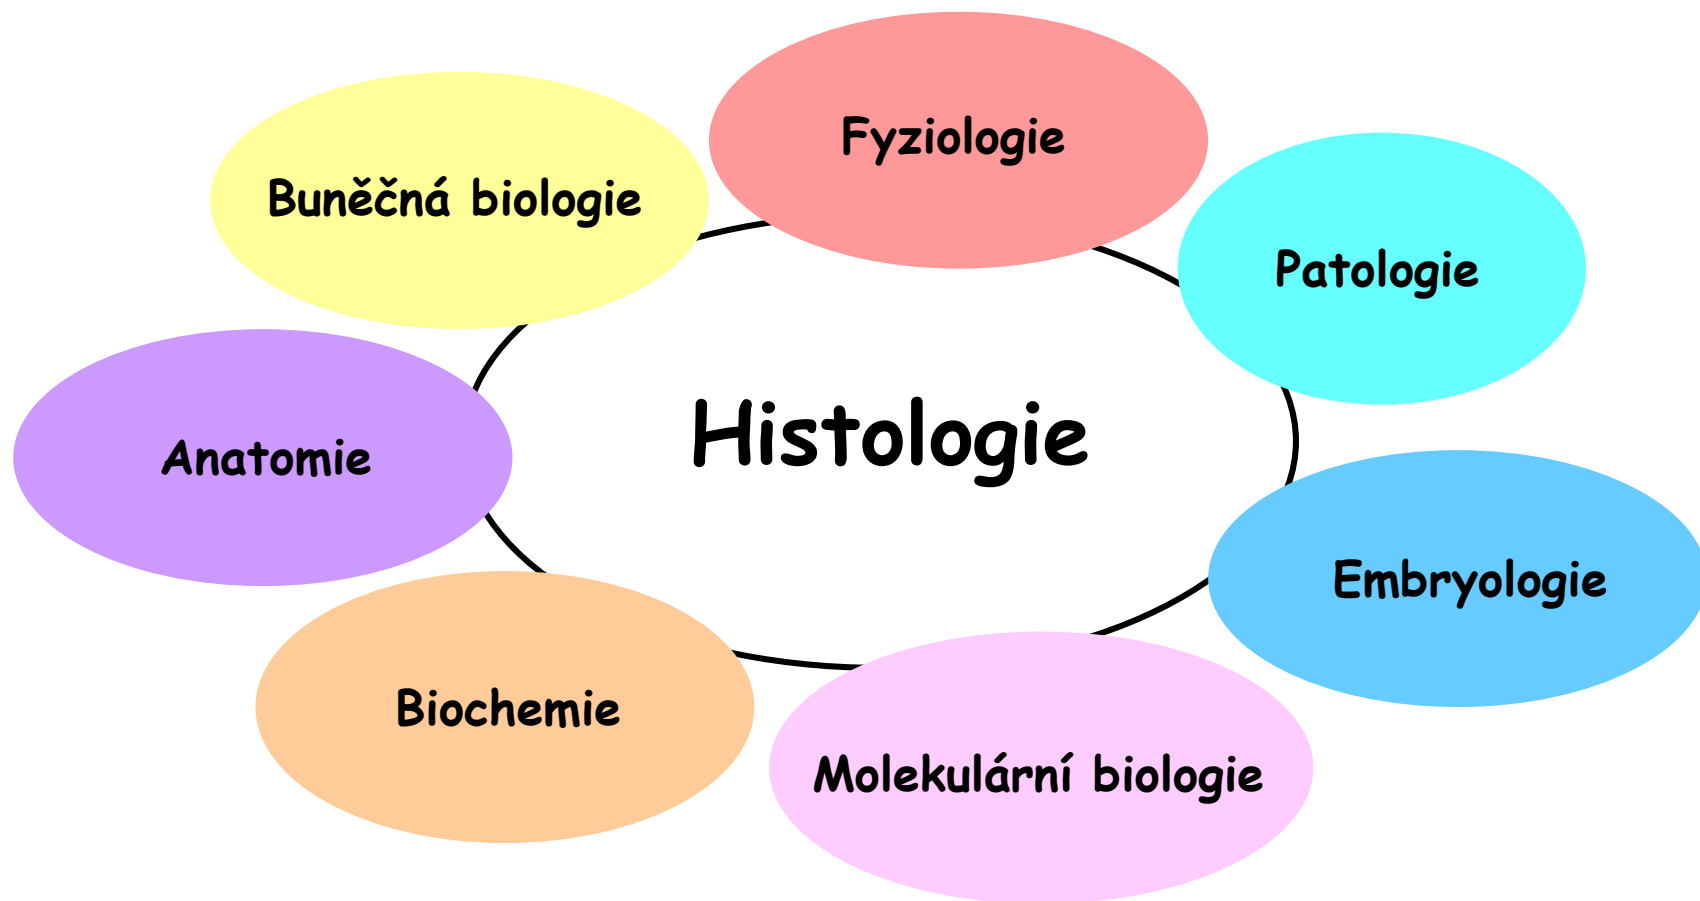 Fyziologie
Buněčná biologie
Patologie
Histologie
Anatomie
Embryologie
Biochemie
Molekulární biologie